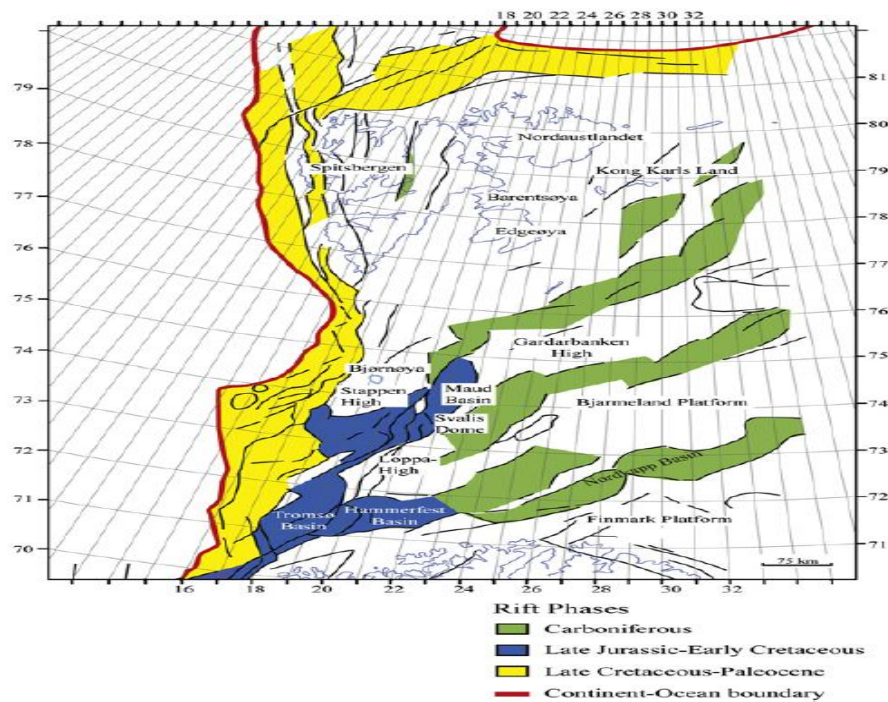 18 20 22 24 26 28 30 32
79
81
78
80
Nordaustlandet
Spitsbergen
Kong Karls Land
79
77
Barentsøya
78
76
Edgeøya
77
75
76
74
Gardarbanken
High
75
Bjørnøya
Stappen
High
Maud
Basin
73
Bjarmeland Platform
74
Svalis
Dome
72
Loppa-
High
73
Nordkapp Basin
71
72
Tromsø
Basin
Hammerfest
Basin
Finmark Platform
70
71
75 km
16 18 20 22 24 26 28 30 32
Rift Phases
Carboniferous
Late Jurassic-Early Cretaceous
Late Cretaceous-Paleocene
Continent-Ocean boundary